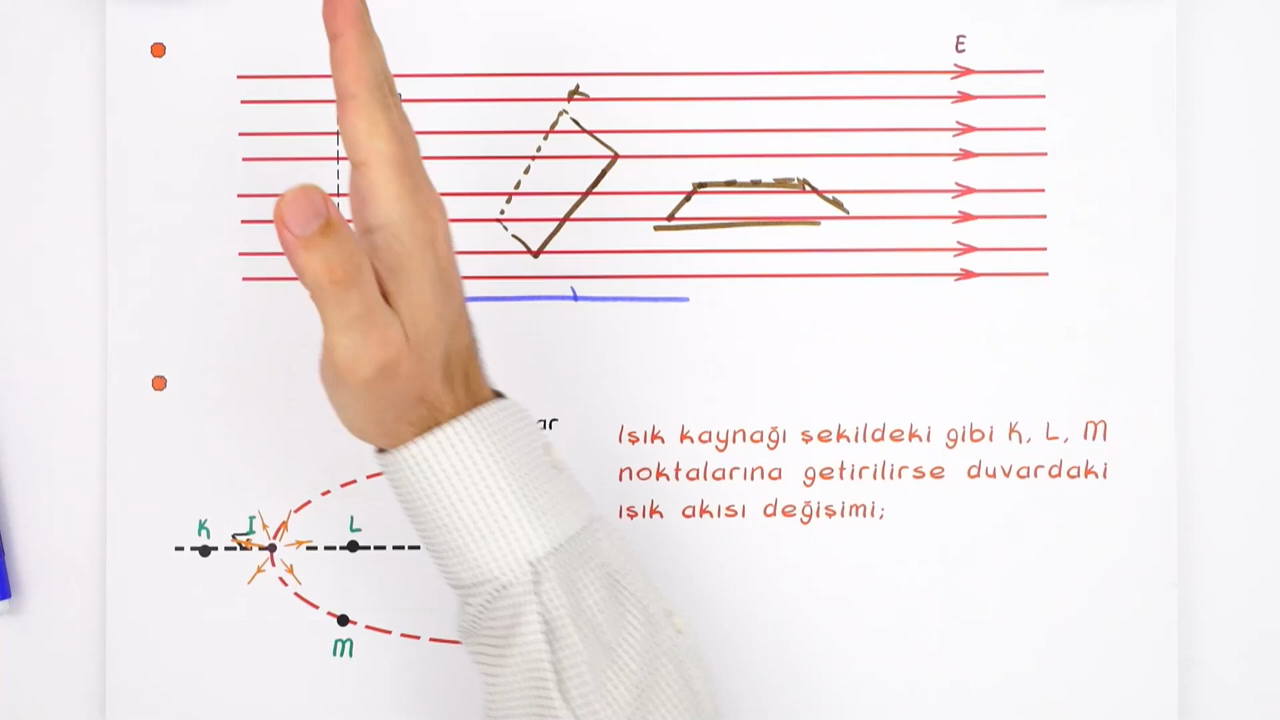 E
Işık kaynağı şekildeki gibi K, L, M
noktalarına getirilirse duvardaki
ışık akısı değişimi;
K I L
M